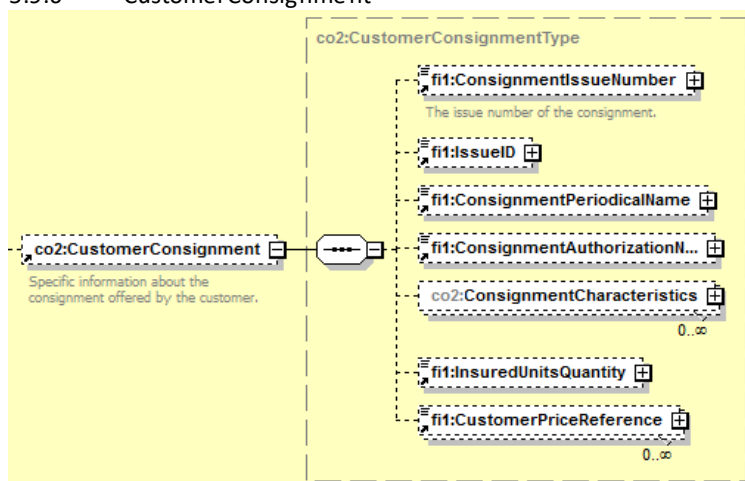 CustomerConsignment
co2:CustomerConsignmentType
fi1:ConsignmentIssueNumber
The issue number of the consignment.
fi1:IssueID
fi1:ConsignmentPeriodicalName
co2:CustomerConsignment
fi1:ConsignmentAuthorizationN...
Specific information about the
consignment offered by the customer.
co2:ConsignmentCharacteristics
0..∞
fi1:InsuredUnitsQuantity
fi1:CustomerPriceReference
0..∞